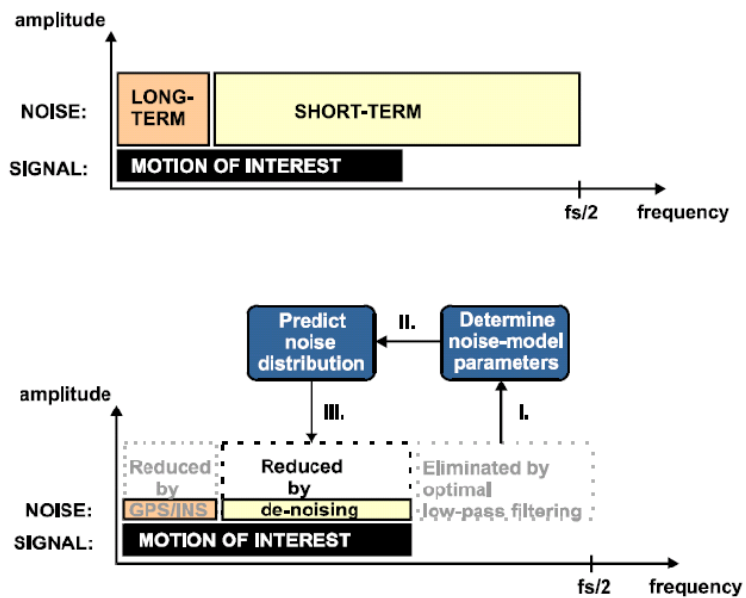 amplitude
NOISE:
LONG-
TERM
SHORT-TERM
SIGNAL:
MOTION OF INTEREST
fs/2
frequency
Predict
noise
distribution
II.
Determine
noise-model
parameters
amplitude
III.
I.
Reduced
by
GPS/INS
Reduced
by
de-noising
Eliminated by
optimal
low-pass filtering
NOISE:
SIGNAL:
MOTION OF INTEREST
fs/2
frequency